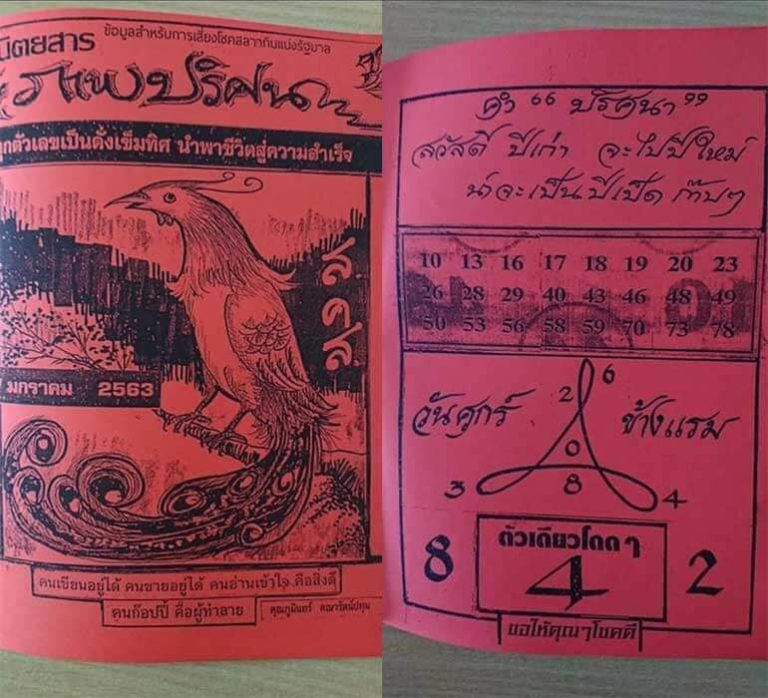 นิตยสาร ข้อมูลสำหรับการเสี่ยงโชคสลากกินแบ่งรัฐบาล
ภาพปริศนา
ทุกตัวเลขเป็นดั่งเข็มทิศ นำพาชีวิตสู่ความสำเร็จ
มกราคม 2563
คนเขียนอยู่ได้ คนขายอยู่ได้ คนอ่านเข้าใจ คือสิ่งดี
คนก๊อปปี้ คือผู้ทำลาย
คำ “ ปริศนา ”
สวัสดี ปีเก่า จะไปปีใหม่
น่าจะเป็นปีเป็ด ก๊าบๆ
10 13 16 17 18 19 20 23
26 28 29 40 43 46 48 49
50 53 56 58 59 70 73 78
6
2
วันศุกร์ ข้างแรม
0
3 8 4
8 ตัวเดียวโดดๆ 2
4
ขอให้คุณๆโชคดี